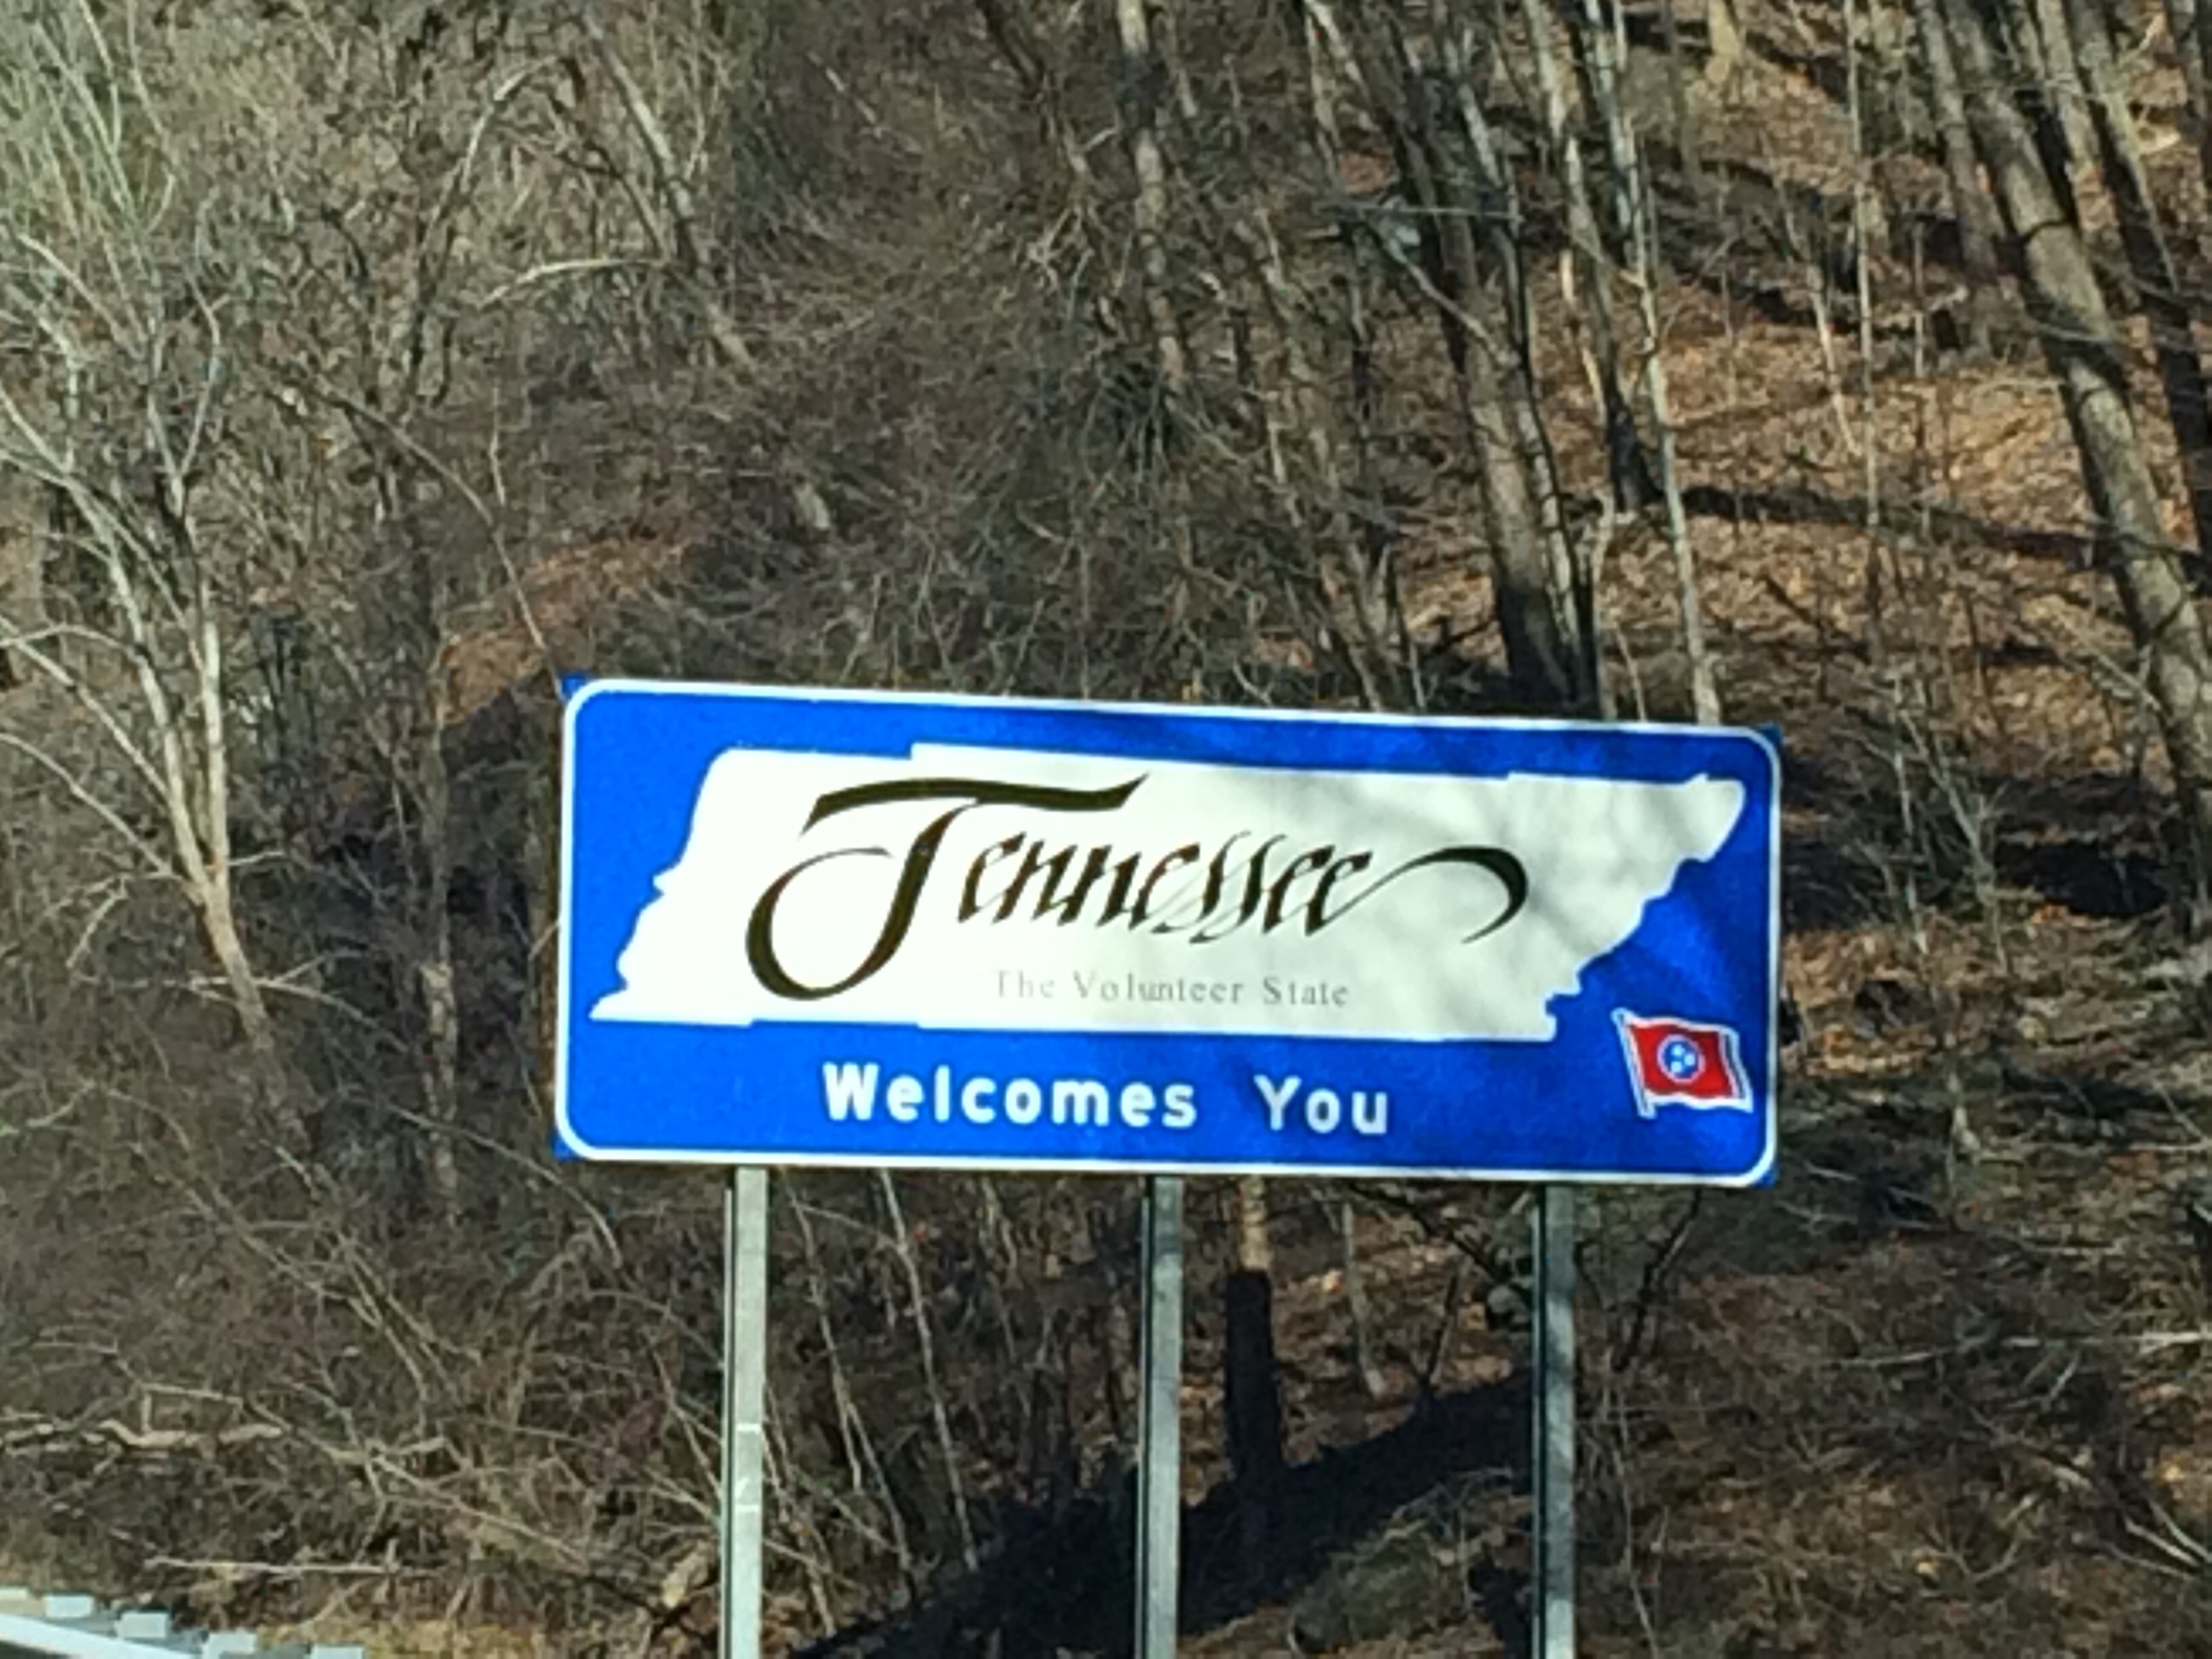 Tennessee
The Volunteer State
Welcomes You